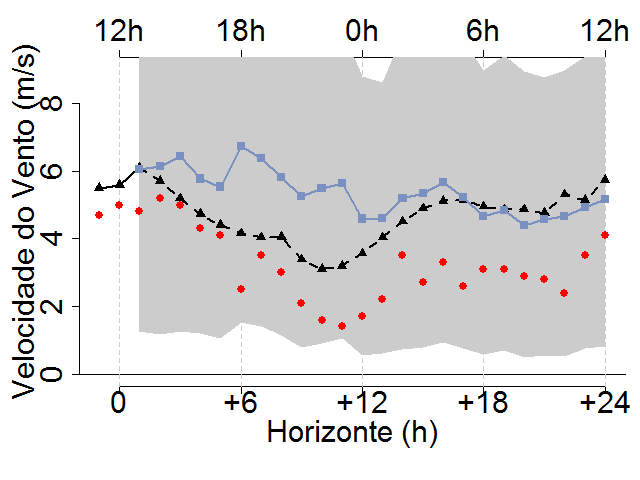 12h 18h 0h 6h 12h
Velocidade do Vento (m/s)
8
6
4
2
0
0 +6 +12 +18 +24
Horizonte (h)